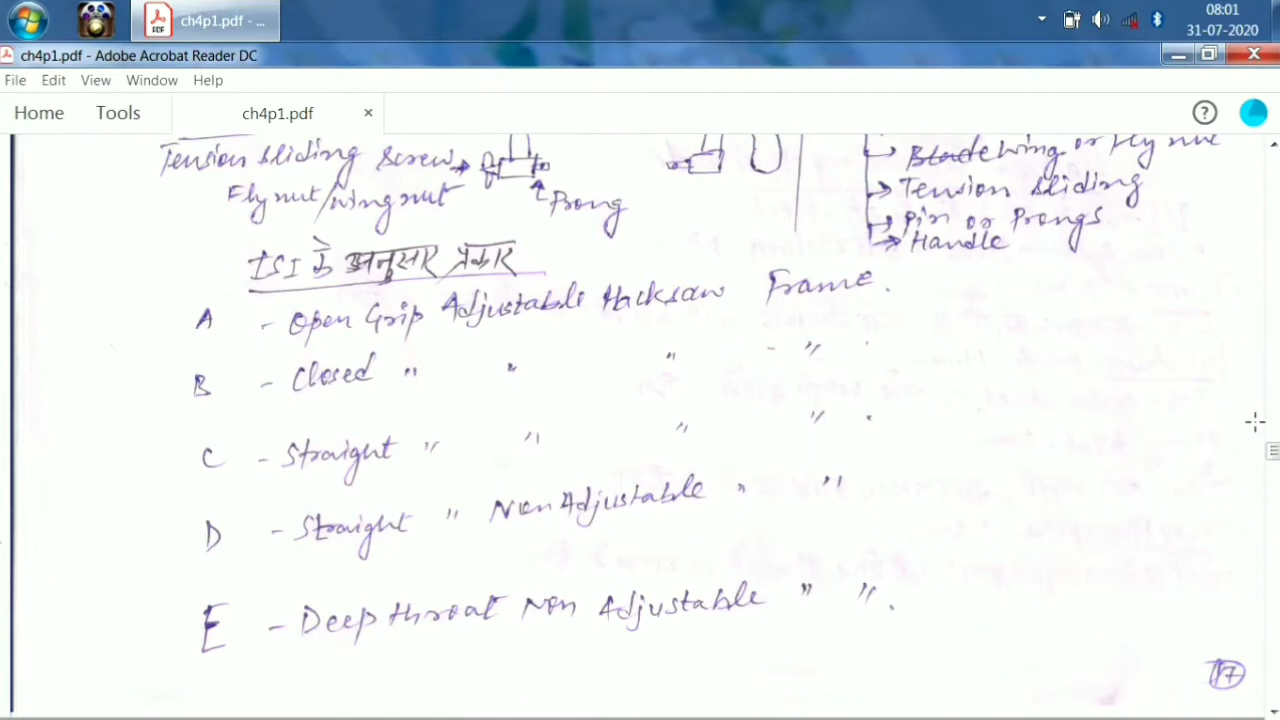 ch4p1.pdf - ...
08:01
31-07-2020
ch4p1.pdf - Adobe Acrobat Reader DC
File Edit View Window Help
Home Tools ch4p1.pdf ×
Tension sliding screw
Fly nut/wing nut
Prong
Blade wing or Fly nut
Tension sliding
Pin or Prongs
Handle
ISI के अनुसार प्रकार
A - Open Grip Adjustable Hacksaw Frame.
B - Closed " " " - "
C - Straight " " " " .
D - Straight " Non Adjustable " "
E - Deep throat Non Adjustable " " .
17